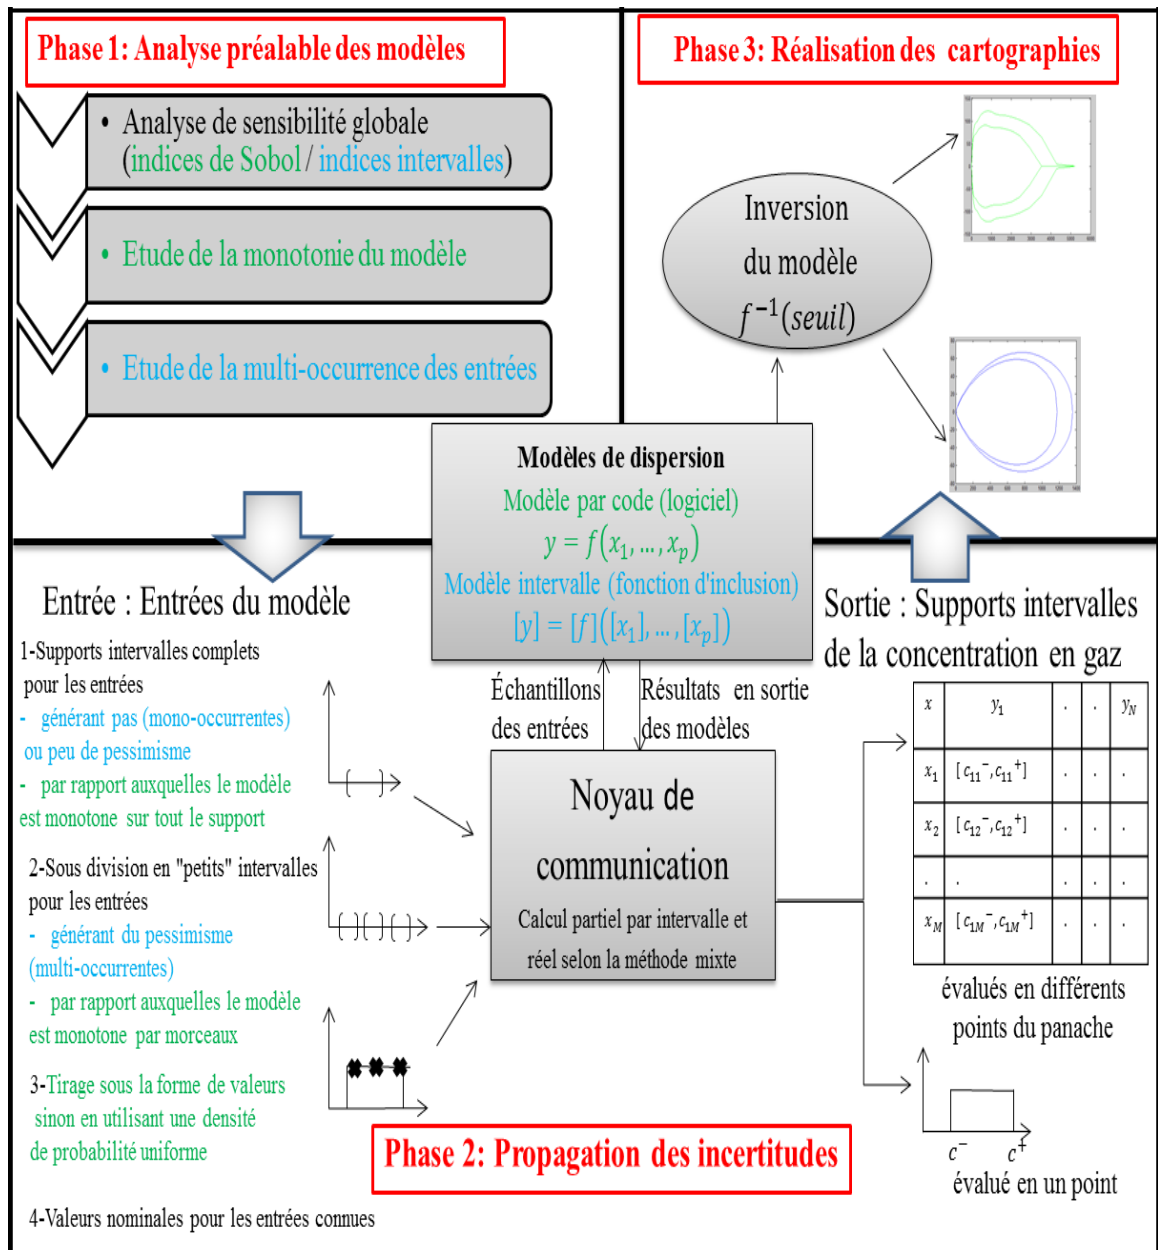 Phase 1: Analyse préalable des modèles
• Analyse de sensibilité globale
(indices de Sobol / indices intervalles)
• Etude de la monotonie du modèle
• Etude de la multi-occurrence des entrées
Phase 3: Réalisation des cartographies
Inversion
du modèle
f⁻¹(seuil)
Modèles de dispersion
Modèle par code (logiciel)
y = f(x₁, …, xₚ)
Modèle intervalle (fonction d'inclusion)
[y] = [f]([x₁], …, [xₚ])
Entrée : Entrées du modèle
1-Supports intervalles complets
pour les entrées
- générant pas (mono-occurrentes)
ou peu de pessimisme
- par rapport auxquelles le modèle
est monotone sur tout le support
2-Sous division en "petits" intervalles
pour les entrées
- générant du pessimisme
(multi-occurrentes)
- par rapport auxquelles le modèle
est monotone par morceaux
3-Tirage sous la forme de valeurs
sinon en utilisant une densité
de probabilité uniforme
4-Valeurs nominales pour les entrées connues
Échantillons
des entrées
Résultats en sortie
des modèles
Noyau de
communication
Calcul partiel par intervalle et
réel selon la méthode mixte
Phase 2: Propagation des incertitudes
Sortie : Supports intervalles
de la concentration en gaz
x y₁ . . y_N
x₁ [c₁₁⁻, c₁₁⁺] . . .
x₂ [c₁₂⁻, c₁₂⁺] . . .
. . . . .
x_M [c₁M⁻, c₁M⁺] . . .
évalués en différents
points du panache
c⁻ c⁺
évalué en un point